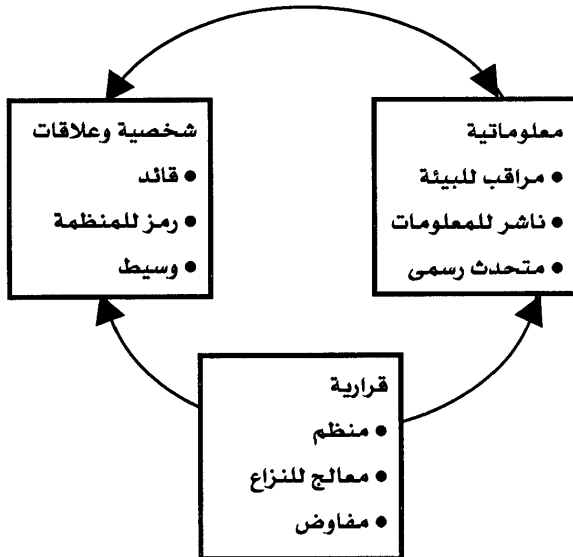 معلوماتية
● مراقب للبيئة
● ناشر للمعلومات
● متحدث رسمى
شخصية وعلاقات
● قائد
● رمز للمنظمة
● وسيط
قرارية
● منظم
● معالج للنزاع
● مفاوض